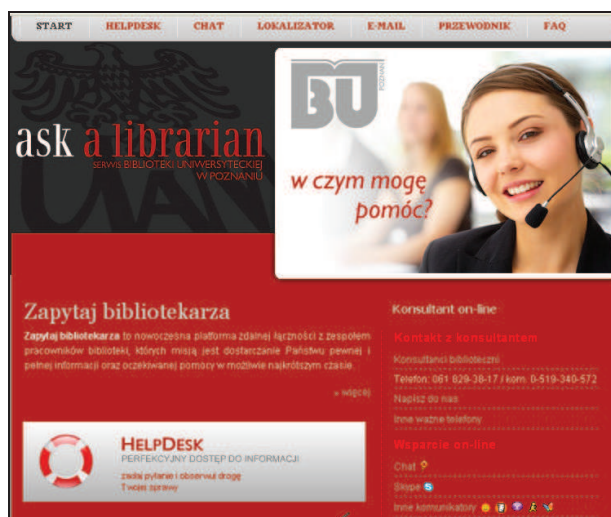 START HELPDESK CHAT LOKALIZATOR E-MAIL PRZEWODNIK FAQ
BU
POZNAŃ
ask a librarian
SERWIS BIBLIOTEKI UNIWERSYTECKIEJ
W POZNANIU
UAM
w czym mogę
pomóc?
Zapytaj bibliotekarza
Zapytaj bibliotekarza to nowoczesna platforma zdalnej łączności z zespołem
pracowników biblioteki, których misją jest dostarczanie Państwu pewnej i
pełnej informacji oraz oczekiwanej pomocy w możliwie najkrótszym czasie.
» więcej
HELPDESK
PERFEKCYJNY DOSTĘP DO INFORMACJI
zadaj pytanie i obserwuj drogę
Twojej sprawy
Konsultant on-line
Kontakt z konsultantem
Konsultanci biblioteczni
Telefon: 061 829-38-17 / kom. 0-519-340-572
Napisz do nas
Inne ważne telefony
Wsparcie on-line
Chat
Skype
Inne komunikatory